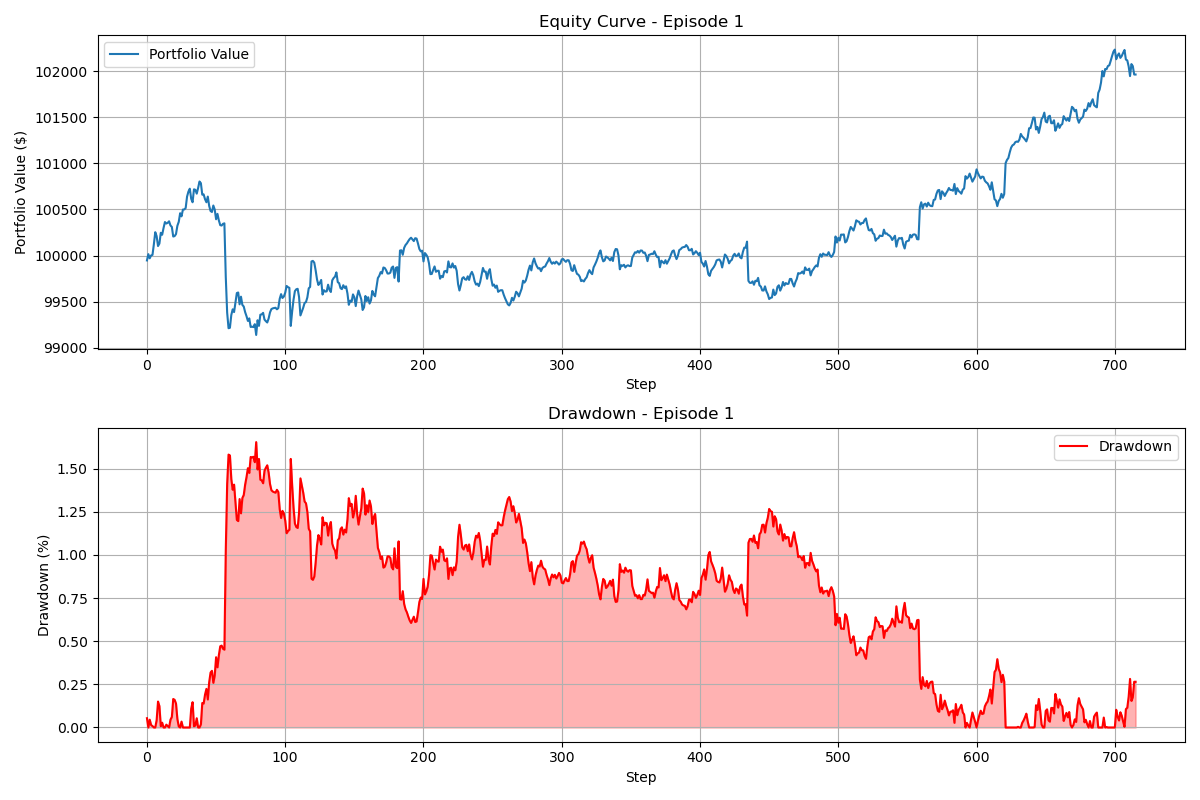 Equity Curve - Episode 1
Portfolio Value
Portfolio Value ($)
102000
101500
101000
100500
100000
99500
99000
0 100 200 300 400 500 600 700
Step
Drawdown - Episode 1
Drawdown
Drawdown (%)
1.50
1.25
1.00
0.75
0.50
0.25
0.00
0 100 200 300 400 500 600 700
Step